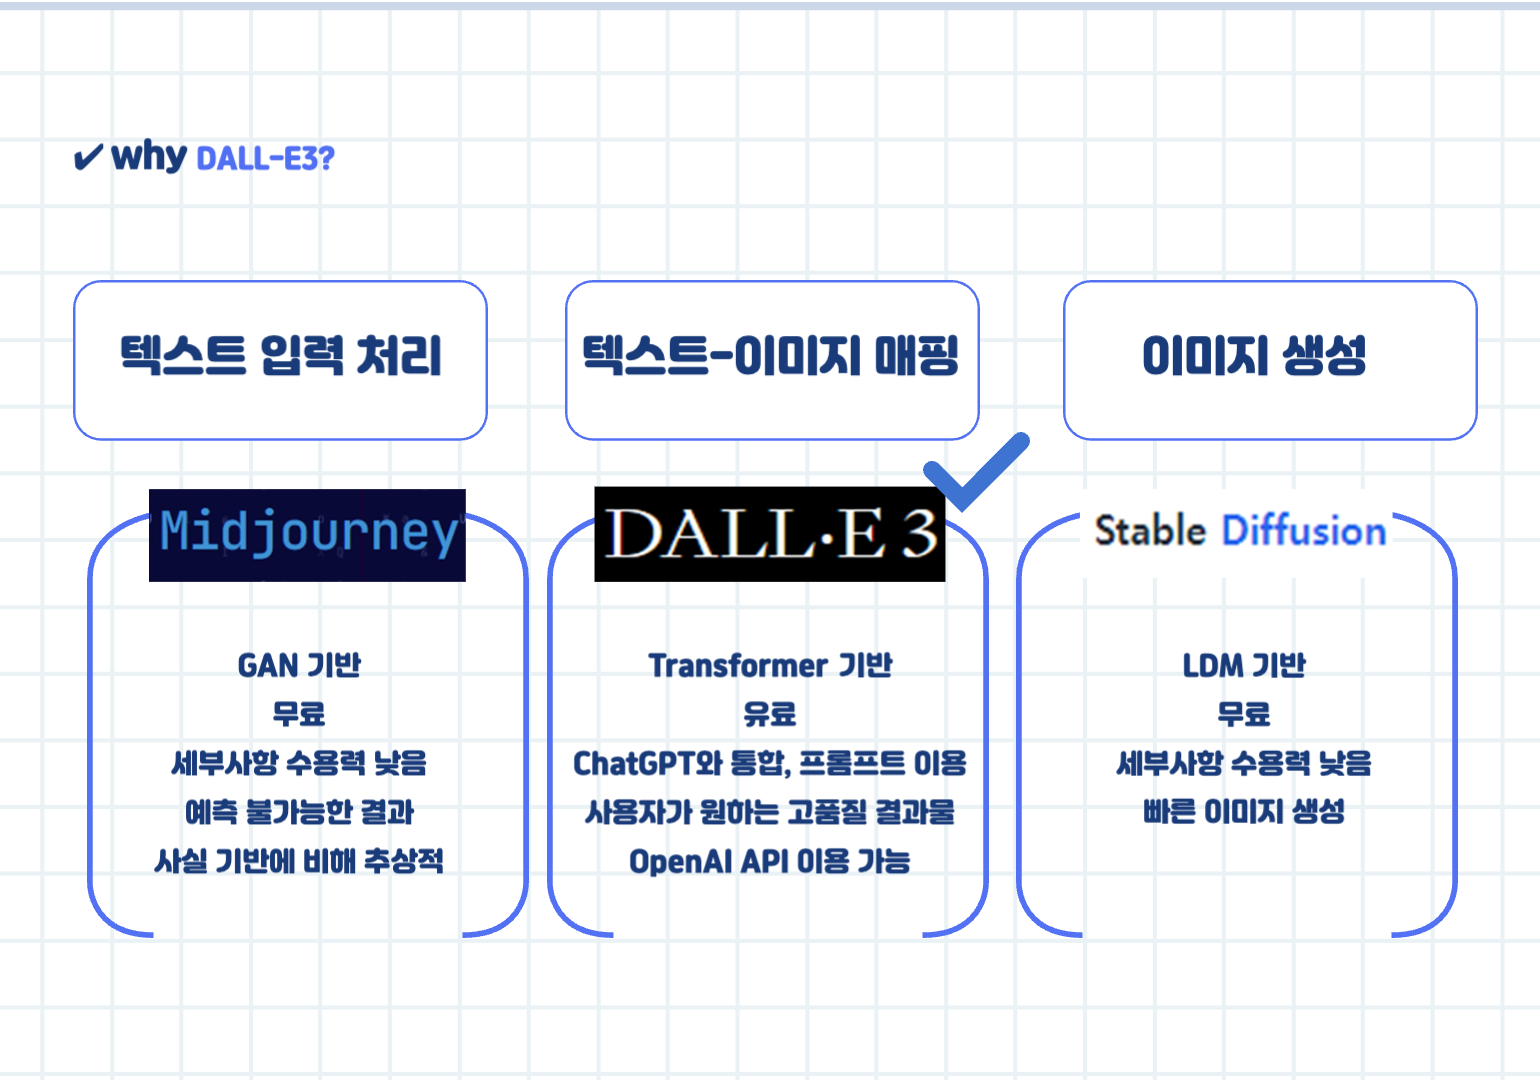 ✔ why DALL-E3?
텍스트 입력 처리
텍스트-이미지 매핑
이미지 생성
Midjourney
GAN 기반
무료
세부사항 수용력 낮음
예측 불가능한 결과
사실 기반에 비해 추상적
DALL·E 3
Transformer 기반
유료
ChatGPT와 통합, 프롬프트 이용
사용자가 원하는 고품질 결과물
OpenAI API 이용 가능
Stable Diffusion
LDM 기반
무료
세부사항 수용력 낮음
빠른 이미지 생성